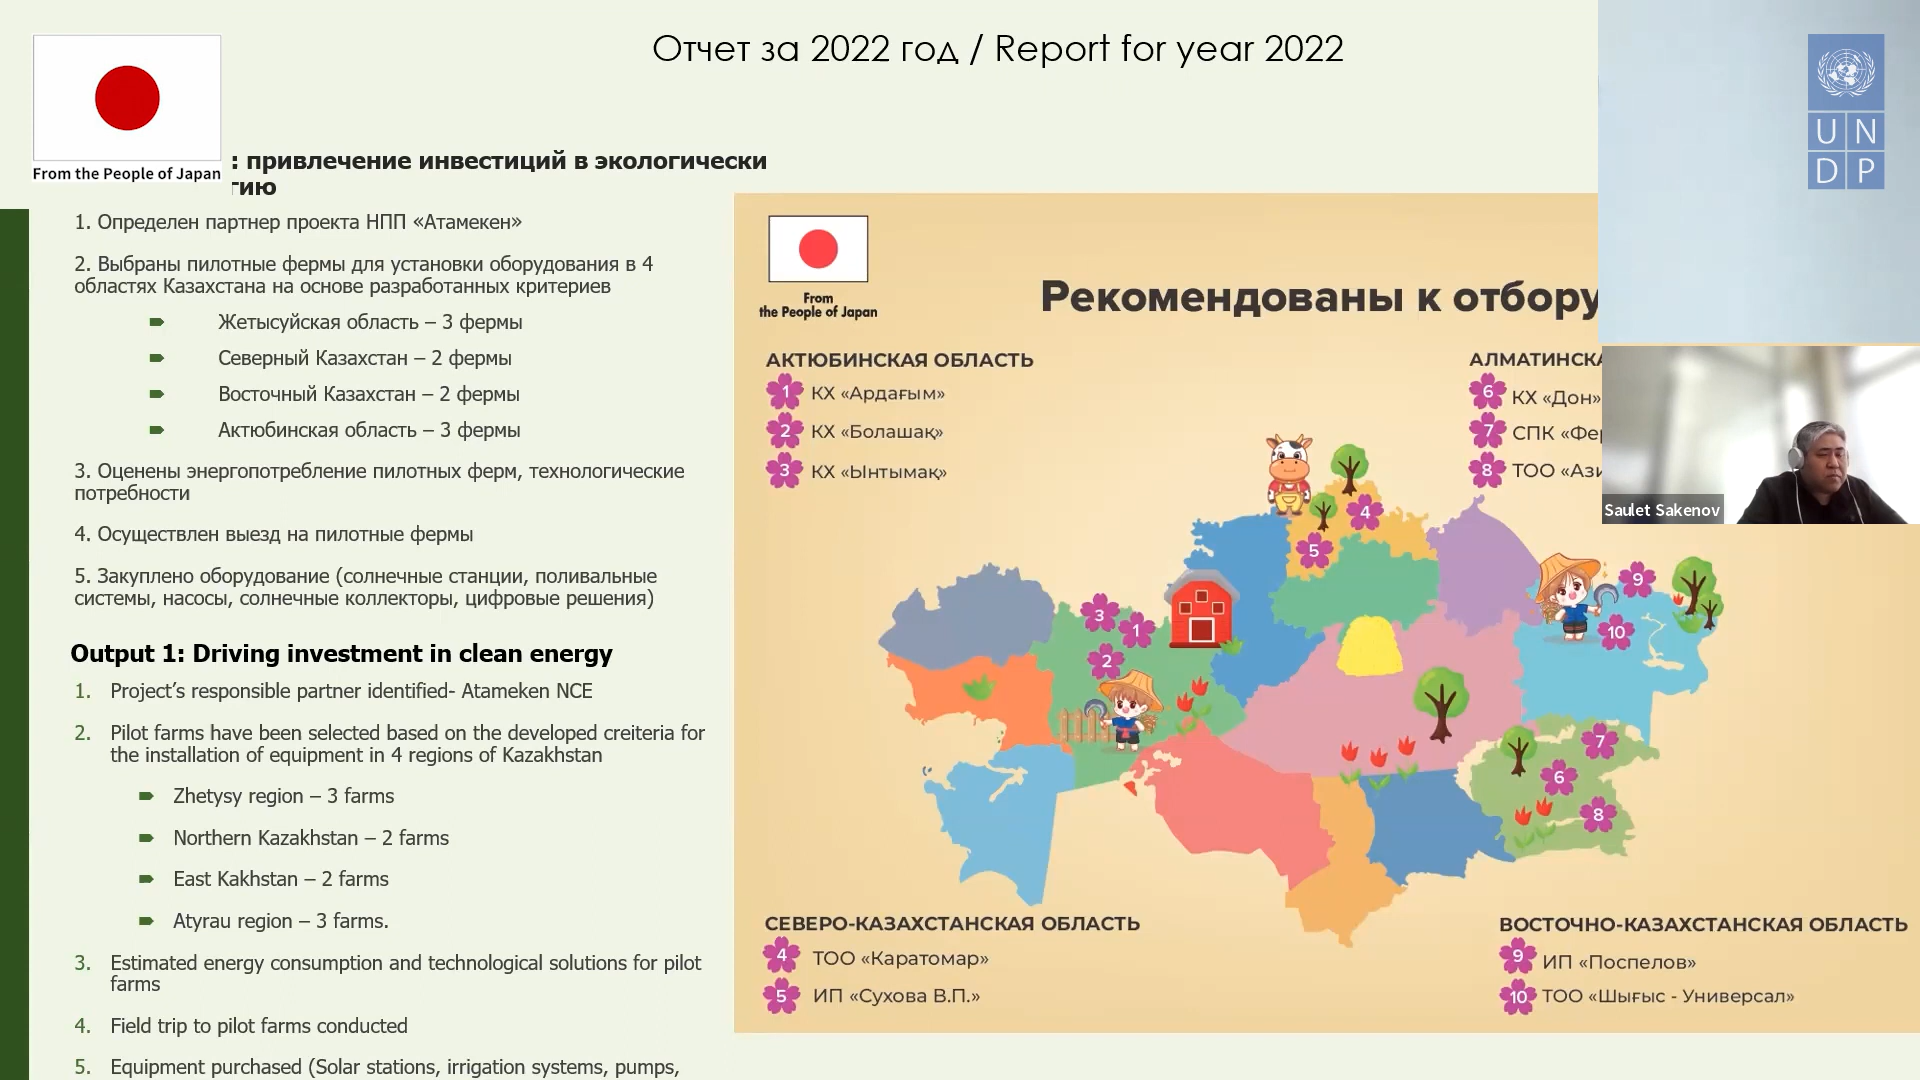 Отчет за 2022 год / Report for year 2022
From the People of Japan
: привлечение инвестиций в экологически
1. Определен партнер проекта НПП «Атамекен»
2. Выбраны пилотные фермы для установки оборудования в 4
областях Казахстана на основе разработанных критериев
Жетысуйская область – 3 фермы
Северный Казахстан – 2 фермы
Восточный Казахстан – 2 фермы
Актюбинская область – 3 фермы
3. Оценены энергопотребление пилотных ферм, технологические
потребности
4. Осуществлен выезд на пилотные фермы
5. Закуплено оборудование (солнечные станции, поливальные
системы, насосы, солнечные коллекторы, цифровые решения)
Output 1: Driving investment in clean energy
1. Project’s responsible partner identified- Atameken NCE
2. Pilot farms have been selected based on the developed creiteria for
the installation of equipment in 4 regions of Kazakhstan
Zhetysy region – 3 farms
Northern Kazakhstan – 2 farms
East Kakhstan – 2 farms
Atyrau region – 3 farms.
3. Estimated energy consumption and technological solutions for pilot
farms
4. Field trip to pilot farms conducted
5. Equipment purchased (Solar stations, irrigation systems, pumps,
From
the People of Japan
Рекомендованы к отбору
АКТЮБИНСКАЯ ОБЛАСТЬ
1 КХ «Ардағым»
2 КХ «Болашақ»
3 КХ «Ынтымақ»
6 КХ «Дон»
7 СПК
8 ТОО
4
5
3
1
2
9
10
7
6
8
СЕВЕРО-КАЗАХСТАНСКАЯ ОБЛАСТЬ
4 ТОО «Каратомар»
5 ИП «Сухова В.П.»
ВОСТОЧНО-КАЗАХСТАНСКАЯ ОБЛАСТЬ
9 ИП «Поспелов»
10 ТОО «Шығыс - Универсал»
U N
D P
Saulet Sakenov